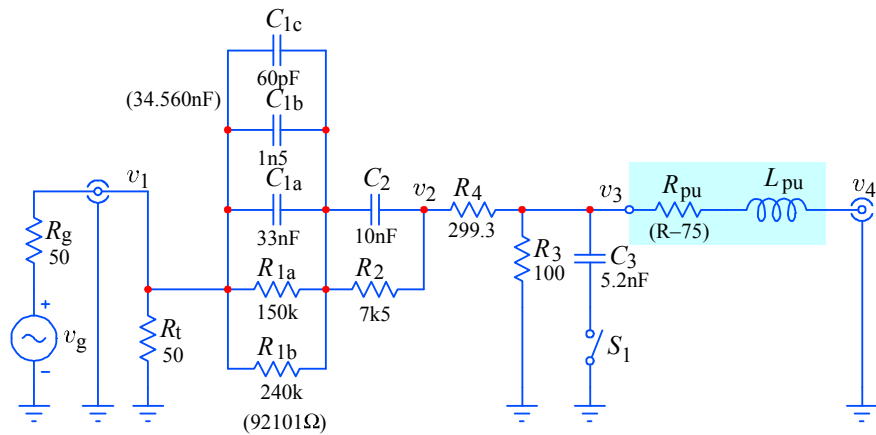 C1c
60pF
(34.560nF)
C1b
1n5
v1
C1a
33nF
C2
10nF
v2
R4
299.3
v3
Rpu
(R–75)
Lpu
v4
Rg
50
R3
100
C3
5.2nF
R1a
150k
R2
7k5
+
vg
–
Rt
50
R1b
240k
(92101Ω)
S1